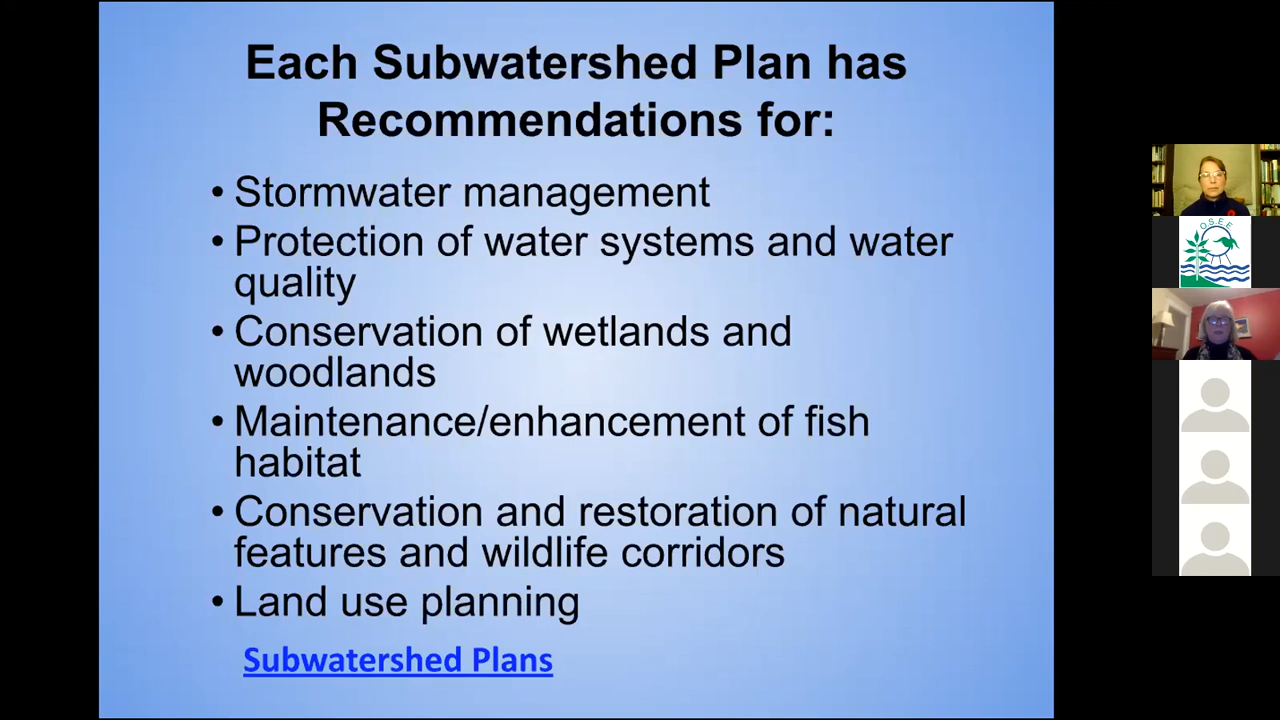 Each Subwatershed Plan has
Recommendations for:
• Stormwater management
• Protection of water systems and water
quality
• Conservation of wetlands and
woodlands
• Maintenance/enhancement of fish
habitat
• Conservation and restoration of natural
features and wildlife corridors
• Land use planning
Subwatershed Plans
O.S.E.E